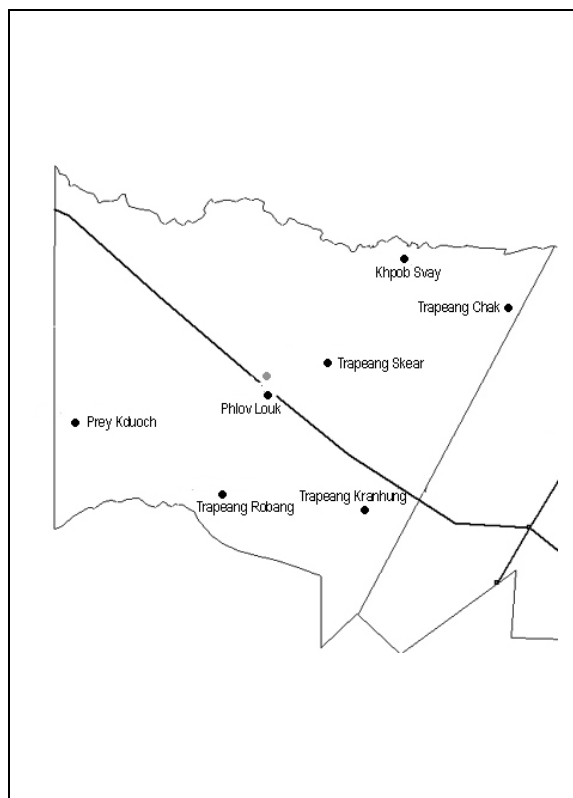 Khpob Svay
Trapeang Chak
Trapeang Skear
Phlov Louk
Prey Kduoch
Trapeang Kranhung
Trapeang Robang